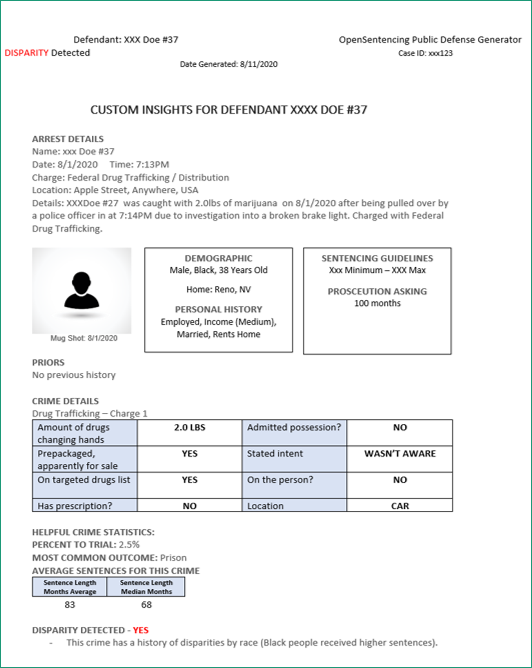 Defendant: XXX Doe #37 OpenSentencing Public Defense Generator
DISPARITY Detected Case ID: xxx123
Date Generated: 8/11/2020
CUSTOM INSIGHTS FOR DEFENDANT XXXX DOE #37
ARREST DETAILS
Name: xxx Doe #37
Date: 8/1/2020 Time: 7:13PM
Charge: Federal Drug Trafficking / Distribution
Location: Apple Street, Anywhere, USA
Details: XXXDoe #27 was caught with 2.0lbs of marijuana on 8/1/2020 after being pulled over by
a police officer in at 7:14PM due to investigation into a broken brake light. Charged with Federal
Drug Trafficking.
Mug Shot: 8/1/2020
DEMOGRAPHIC
Male, Black, 38 Years Old
Home: Reno, NV
PERSONAL HISTORY
Employed, Income (Medium),
Married, Rents Home
SENTENCING GUIDELINES
Xxx Minimum – XXX Max
PROSCEUTION ASKING
100 months
PRIORS
No previous history
CRIME DETAILS
Drug Trafficking – Charge 1
Amount of drugs
changing hands
2.0 LBS
Admitted possession?
NO
Prepackaged,
apparently for sale
YES
Stated intent
WASN'T AWARE
On targeted drugs list
YES
On the person?
NO
Has prescription?
NO
Location
CAR
HELPFUL CRIME STATISTICS:
PERCENT TO TRIAL: 2.5%
MOST COMMON OUTCOME: Prison
AVERAGE SENTENCES FOR THIS CRIME
Sentence Length
Months Average
Sentence Length
Median Months
83 68
DISPARITY DETECTED - YES
- This crime has a history of disparities by race (Black people received higher sentences).